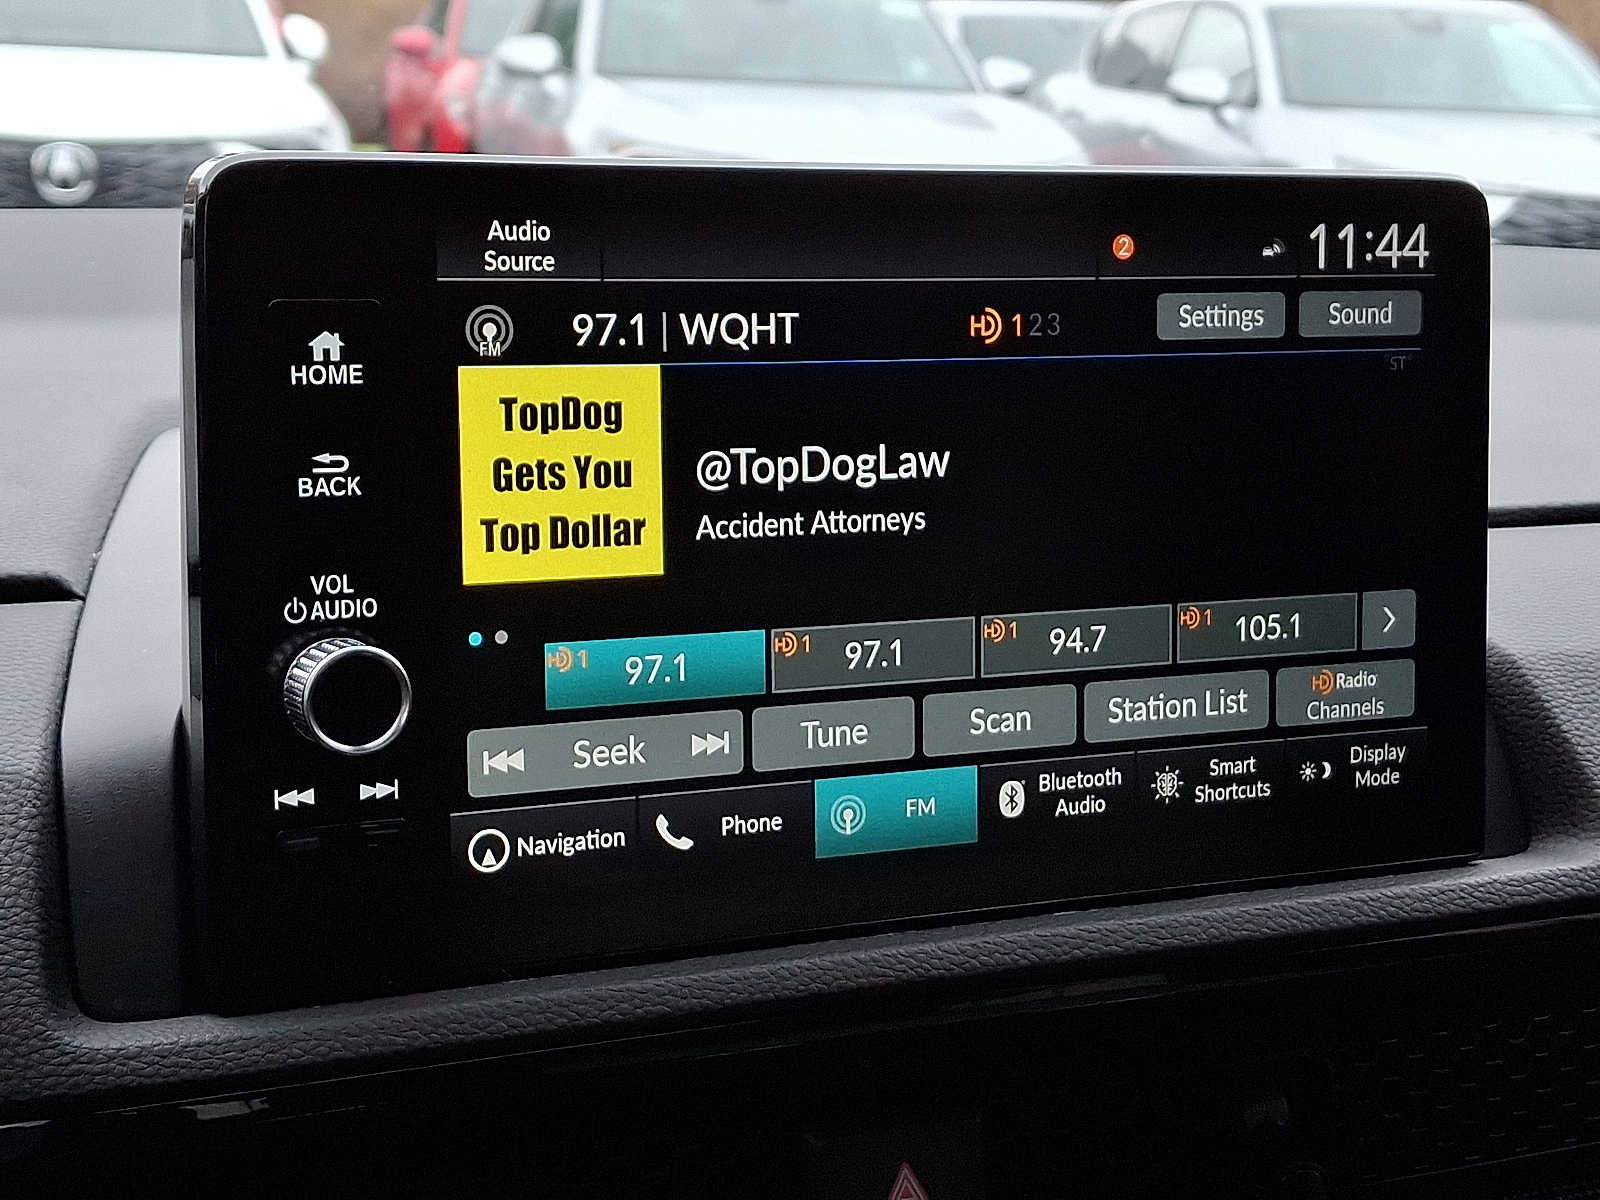 Audio
Source
2
11:44
FM
97.1 | WQHT
HD 1 2 3
Settings
Sound
ST
HOME
BACK
VOL
AUDIO
TopDog
Gets You
Top Dollar
@TopDogLaw
Accident Attorneys
HD 1 97.1
HD 1 97.1
HD 1 94.7
HD 1 105.1
Seek
Tune
Scan
Station List
HD Radio
Channels
Navigation
Phone
FM
Bluetooth
Audio
Smart
Shortcuts
Display
Mode